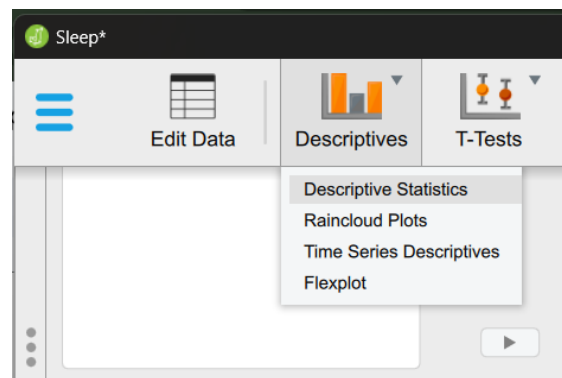 Sleep*
Edit Data
Descriptives
T-Tests
Descriptive Statistics
Raincloud Plots
Time Series Descriptives
Flexplot